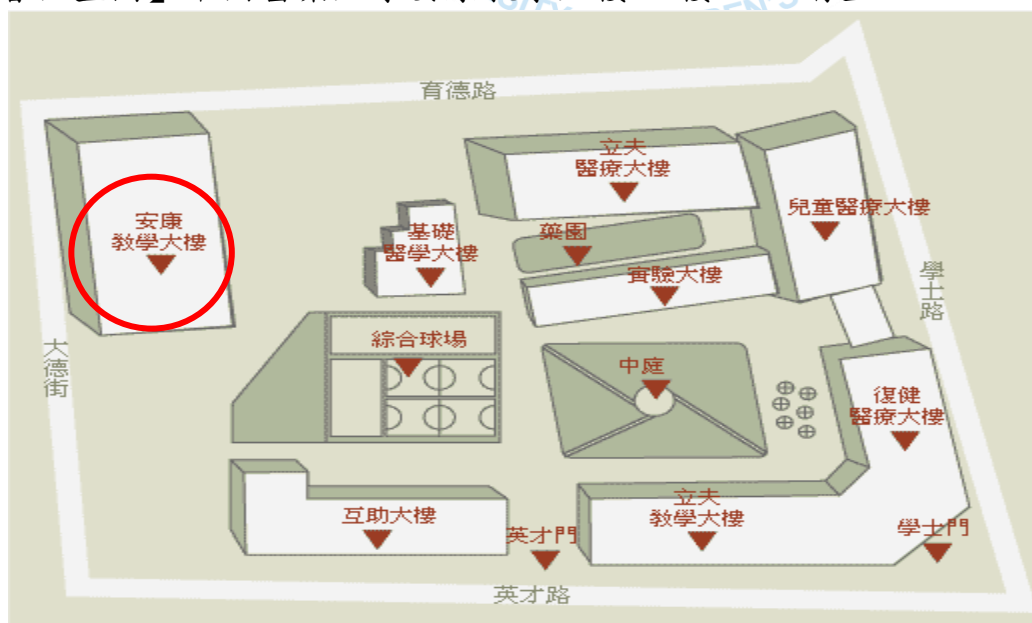 育德路
立夫
醫療大樓
兒童醫療大樓
安康
教學大樓
基礎
醫學大樓
藥園
實驗大樓
學士路
綜合球場
中庭
大德街
復健
醫療大樓
互助大樓
立夫
教學大樓
英才門
學士門
英才路